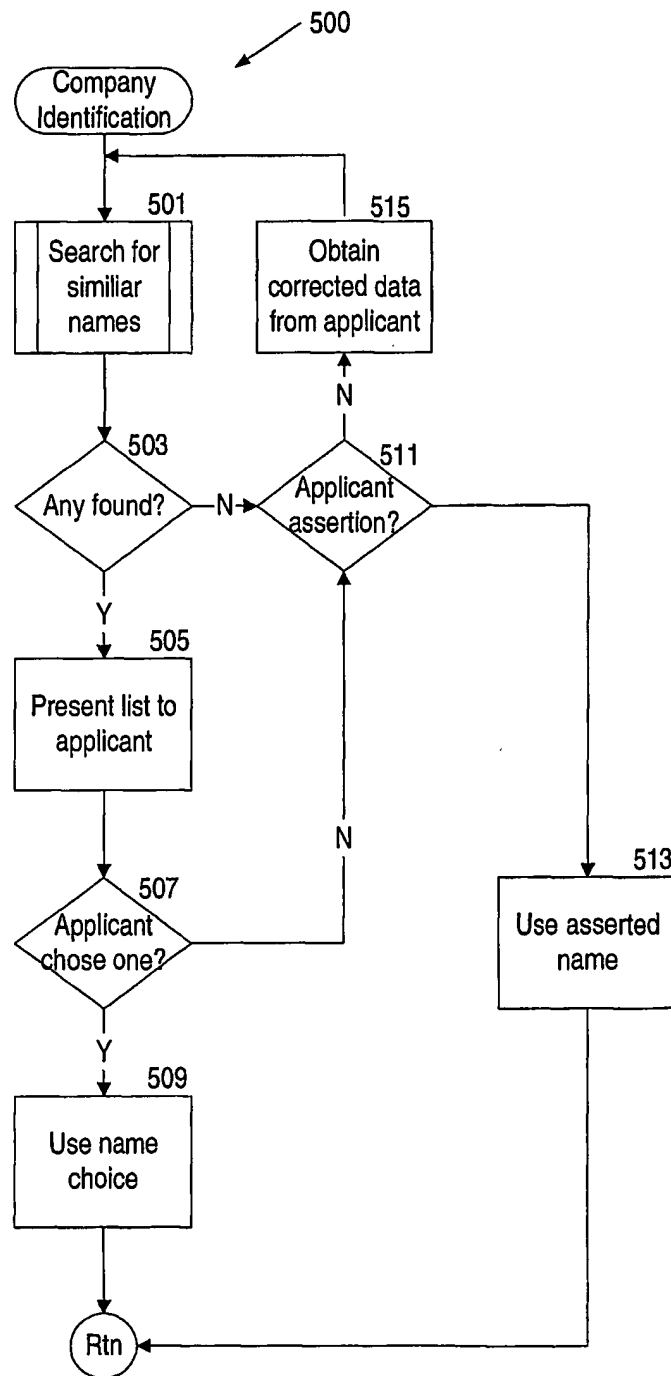 500
Company
Identification
501
Search for
similiar
names
515
Obtain
corrected data
from applicant
N
503
Any found?
N
511
Applicant
assertion?
Y
505
Present list to
applicant
N
507
Applicant
chose one?
513
Use asserted
name
Y
509
Use name
choice
Rtn